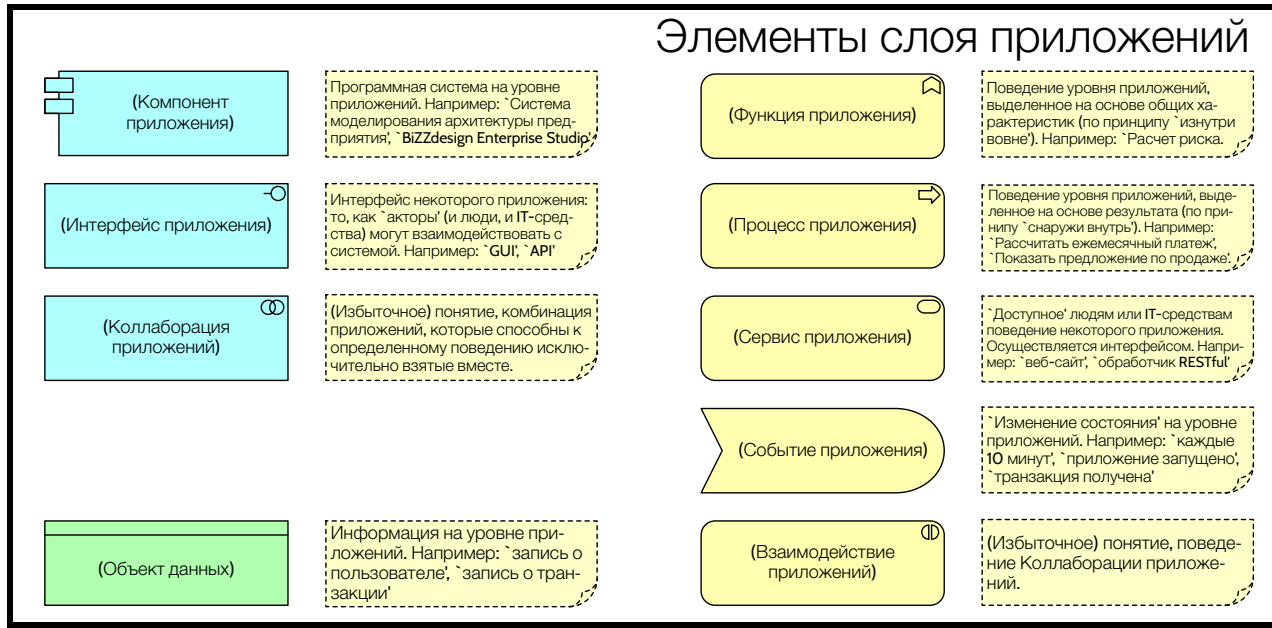 Элементы слоя приложений
(Компонент
приложения)
Программная система на уровне
приложений. Например: `Система
моделирования архитектуры пред-
приятия', `BiZZdesign Enterprise Studio'
(Функция приложения)
Поведение уровня приложений,
выделенное на основе общих ха-
рактеристик (по принципу `изнутри
вовне'). Например: `Расчет риска.
(Интерфейс приложения)
Интерфейс некоторого приложения:
то, как `акторы' (и люди, и IT-сред-
ства) могут взаимодействовать с
системой. Например: `GUI', `API'
(Процесс приложения)
Поведение уровня приложений, выде-
ленное на основе результата (по при-
нипу `снаружи внутрь'). Например:
`Рассчитать ежемесячный платеж',
`Показать предложение по продаже'.
(Коллаборация
приложений)
(Избыточное) понятие, комбинация
приложений, которые способны к
определенному поведению исклю-
чительно взятые вместе.
(Сервис приложения)
`Доступное' людям или IT-средствам
поведение некоторого приложения.
Осуществляется интерфейсом. Напри-
мер: `веб-сайт', `обработчик RESTful'
(Событие приложения)
`Изменение состояния' на уровне
приложений. Например: `каждые
10 минут', `приложение запущено',
`транзакция получена'
(Объект данных)
Информация на уровне при-
ложений. Например: `запись о
пользователе', `запись о тран-
закции'
(Взаимодействие
приложений)
(Избыточное) понятие, поведе-
ние Коллаборации приложе-
ний.